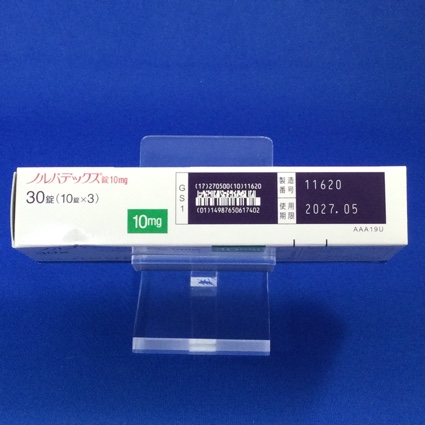 ノルバデックス錠10mg
30錠(10錠×3)
10mg
GS1
(17)270500(10)11620
(01)14987650617402
製造番号 11620
使用期限 2027.05
AAA19U